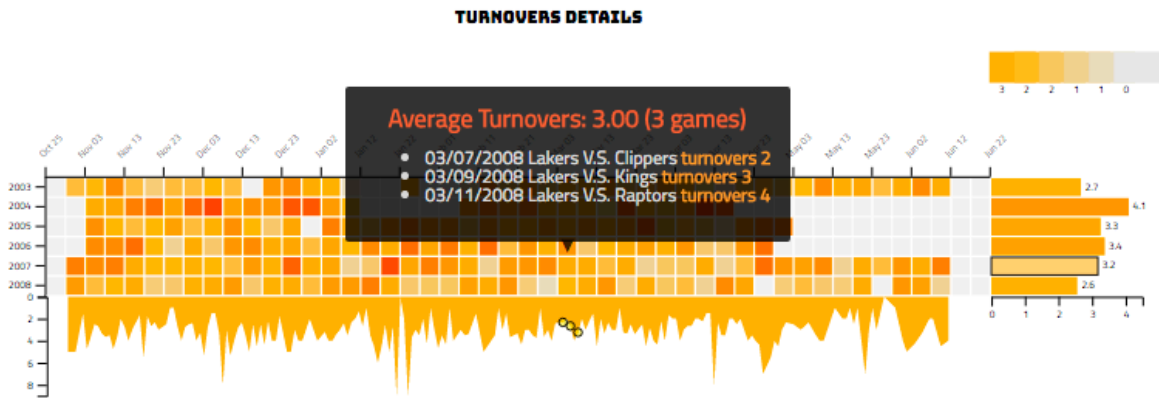 TURNOVERS DETAILS
3 2 2 1 1 0
Average Turnovers: 3.00 (3 games)
Oct 25 Nov 03 Nov 13 Nov 23 Dec 03 Dec 13 Dec 23 Jan 02 Jan 12 May 03 May 13 May 23 Jun 02 Jun 12 Jun 22
03/07/2008 Lakers V.S. Clippers turnovers 2
03/09/2008 Lakers V.S. Kings turnovers 3
03/11/2008 Lakers V.S. Raptors turnovers 4
2003 2.7
2004 4.1
2005 3.3
2006 3.4
2007 3.2
2008 2.6
0
0 1 2 3 4
2
4
6
8